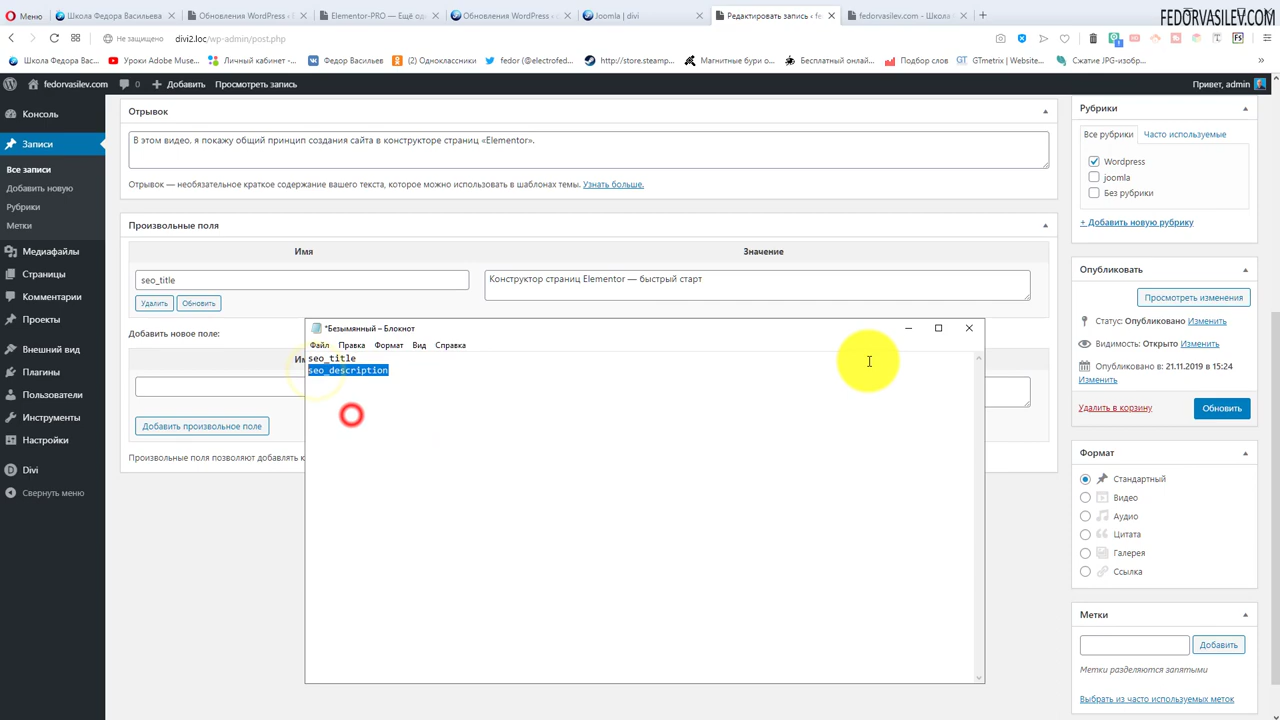 Меню
Школа Федора Васильева
Обновления WordPress ‹
Elementor-PRO — Ещё од
Обновления WordPress ‹ с
Joomla | divi
Редактировать запись ‹ fe
fedorvasilev.com - Школа
FEDORVASILEV.COM
Не защищено
divi2.loc/wp-admin/post.php
Школа Федора Васи...
Уроки Adobe Muse...
Личный кабинет -...
Федор Васильев
(2) Одноклассники
fedor (@electrofed...
http://store.steamp...
Магнитные бури о...
Бесплатный онлай...
Подбор слов
GTmetrix | Website...
Сжатие JPG-изобр...
fedorvasilev.com
0
Добавить
Просмотреть запись
Привет, admin
Консоль
Записи
Все записи
Добавить новую
Рубрики
Метки
Медиафайлы
Страницы
Комментарии
Проекты
Внешний вид
Плагины
Пользователи
Инструменты
Настройки
Divi
Свернуть меню
Отрывок
В этом видео, я покажу общий принцип создания сайта в конструкторе страниц «Elementor».
Отрывок — необязательное краткое содержание вашего текста, которое можно использовать в шаблонах темы. Узнать больше.
Произвольные поля
Имя
Значение
seo_title
Конструктор страниц Elementor — быстрый старт
Удалить
Обновить
Добавить новое поле:
Добавить произвольное поле
Произвольные поля позволяют добавлять к
*Безымянный – Блокнот
Файл
Правка
Формат
Вид
Справка
seo_title
seo_description
Рубрики
Все рубрики
Часто используемые
Wordpress
joomla
Без рубрики
+ Добавить новую рубрику
Опубликовать
Просмотреть изменения
Статус: Опубликовано Изменить
Видимость: Открыто Изменить
Опубликовано в: 21.11.2019 в 15:24
Изменить
Удалить в корзину
Обновить
Формат
Стандартный
Видео
Аудио
Цитата
Галерея
Ссылка
Метки
Добавить
Метки разделяются запятыми
Выбрать из часто используемых меток